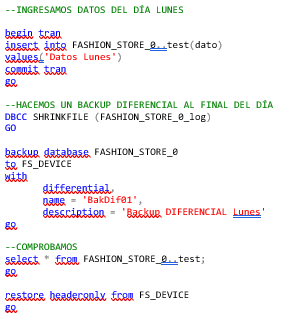 --INGRESAMOS DATOS DEL DÍA LUNES
begin tran
insert into FASHION_STORE_0..test(dato)
values('Datos Lunes')
commit tran
go
--HACEMOS UN BACKUP DIFERENCIAL AL FINAL DEL DÍA
DBCC SHRINKFILE (FASHION_STORE_0_log)
GO
backup database FASHION_STORE_0
to FS_DEVICE
with
differential,
name = 'BakDif01',
description = 'Backup DIFERENCIAL Lunes'
go
--COMPROBAMOS
select * from FASHION_STORE_0..test;
go
restore headeronly from FS_DEVICE
go